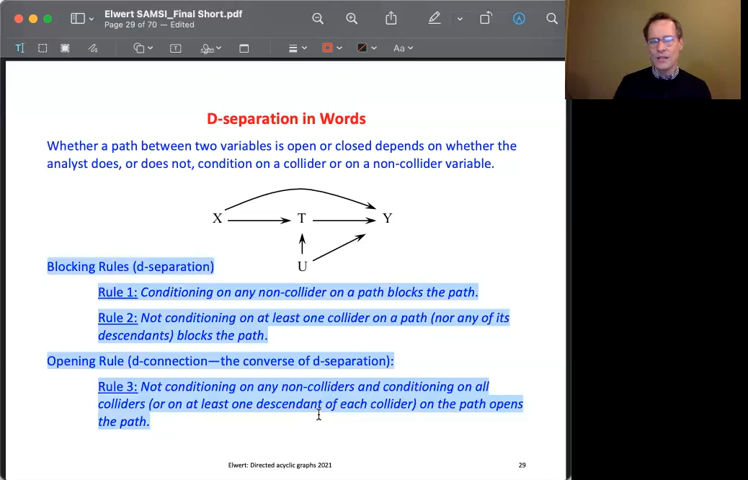 Elwert SAMSI_Final Short.pdf
Page 29 of 70 — Edited
Aa
D-separation in Words
Whether a path between two variables is open or closed depends on whether the
analyst does, or does not, condition on a collider or on a non-collider variable.
X T Y
U
Blocking Rules (d-separation)
Rule 1: Conditioning on any non-collider on a path blocks the path.
Rule 2: Not conditioning on at least one collider on a path (nor any of its
descendants) blocks the path.
Opening Rule (d-connection—the converse of d-separation):
Rule 3: Not conditioning on any non-colliders and conditioning on all
colliders (or on at least one descendant of each collider) on the path opens
the path.
Elwert: Directed acyclic graphs 2021
29